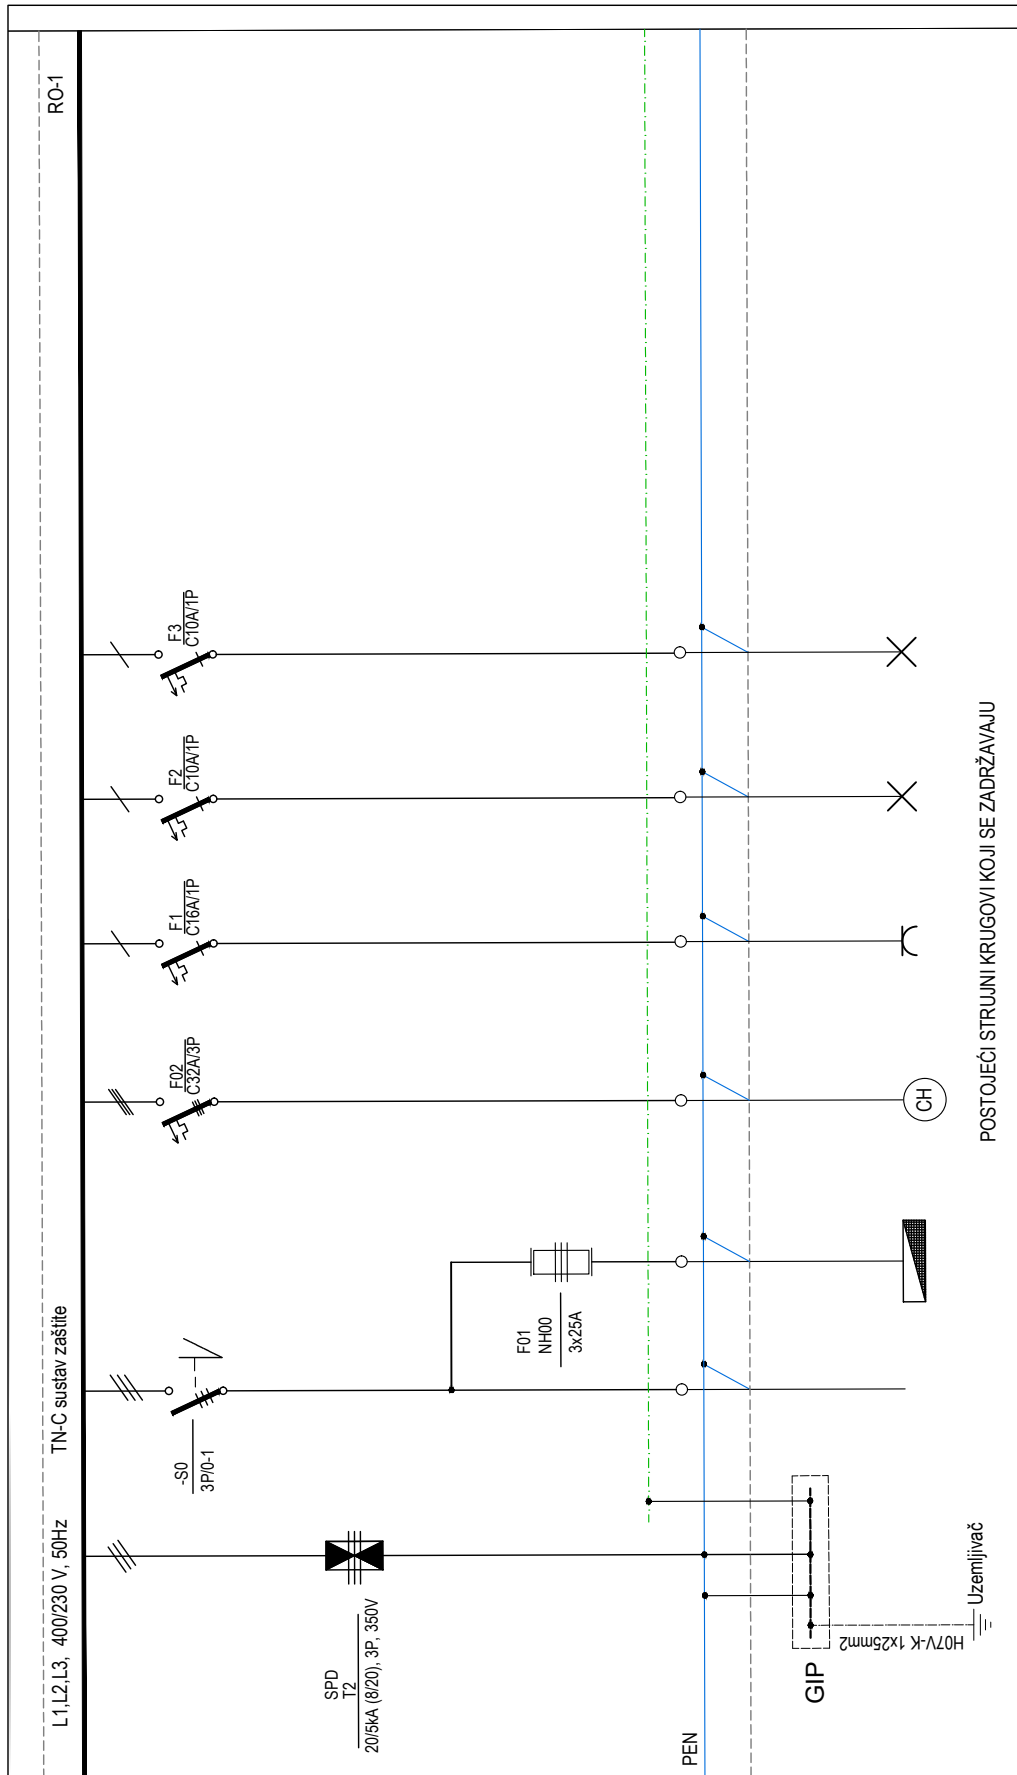 L1,L2,L3, 400/230 V, 50Hz
TN-C sustav zaštite
RO-1
SPD
T2
20/5kA (8/20), 3P, 350V
-S0
3P/0-1
F01
NH00
3x25A
F02
C32A/3P
F1
C16A/1P
F2
C10A/1P
F3
C10A/1P
PEN
GIP
H07V-K 1x25mm2
Uzemljivač
CH
POSTOJEĆI STRUJNI KRUGOVI KOJI SE ZADRŽAVAJU